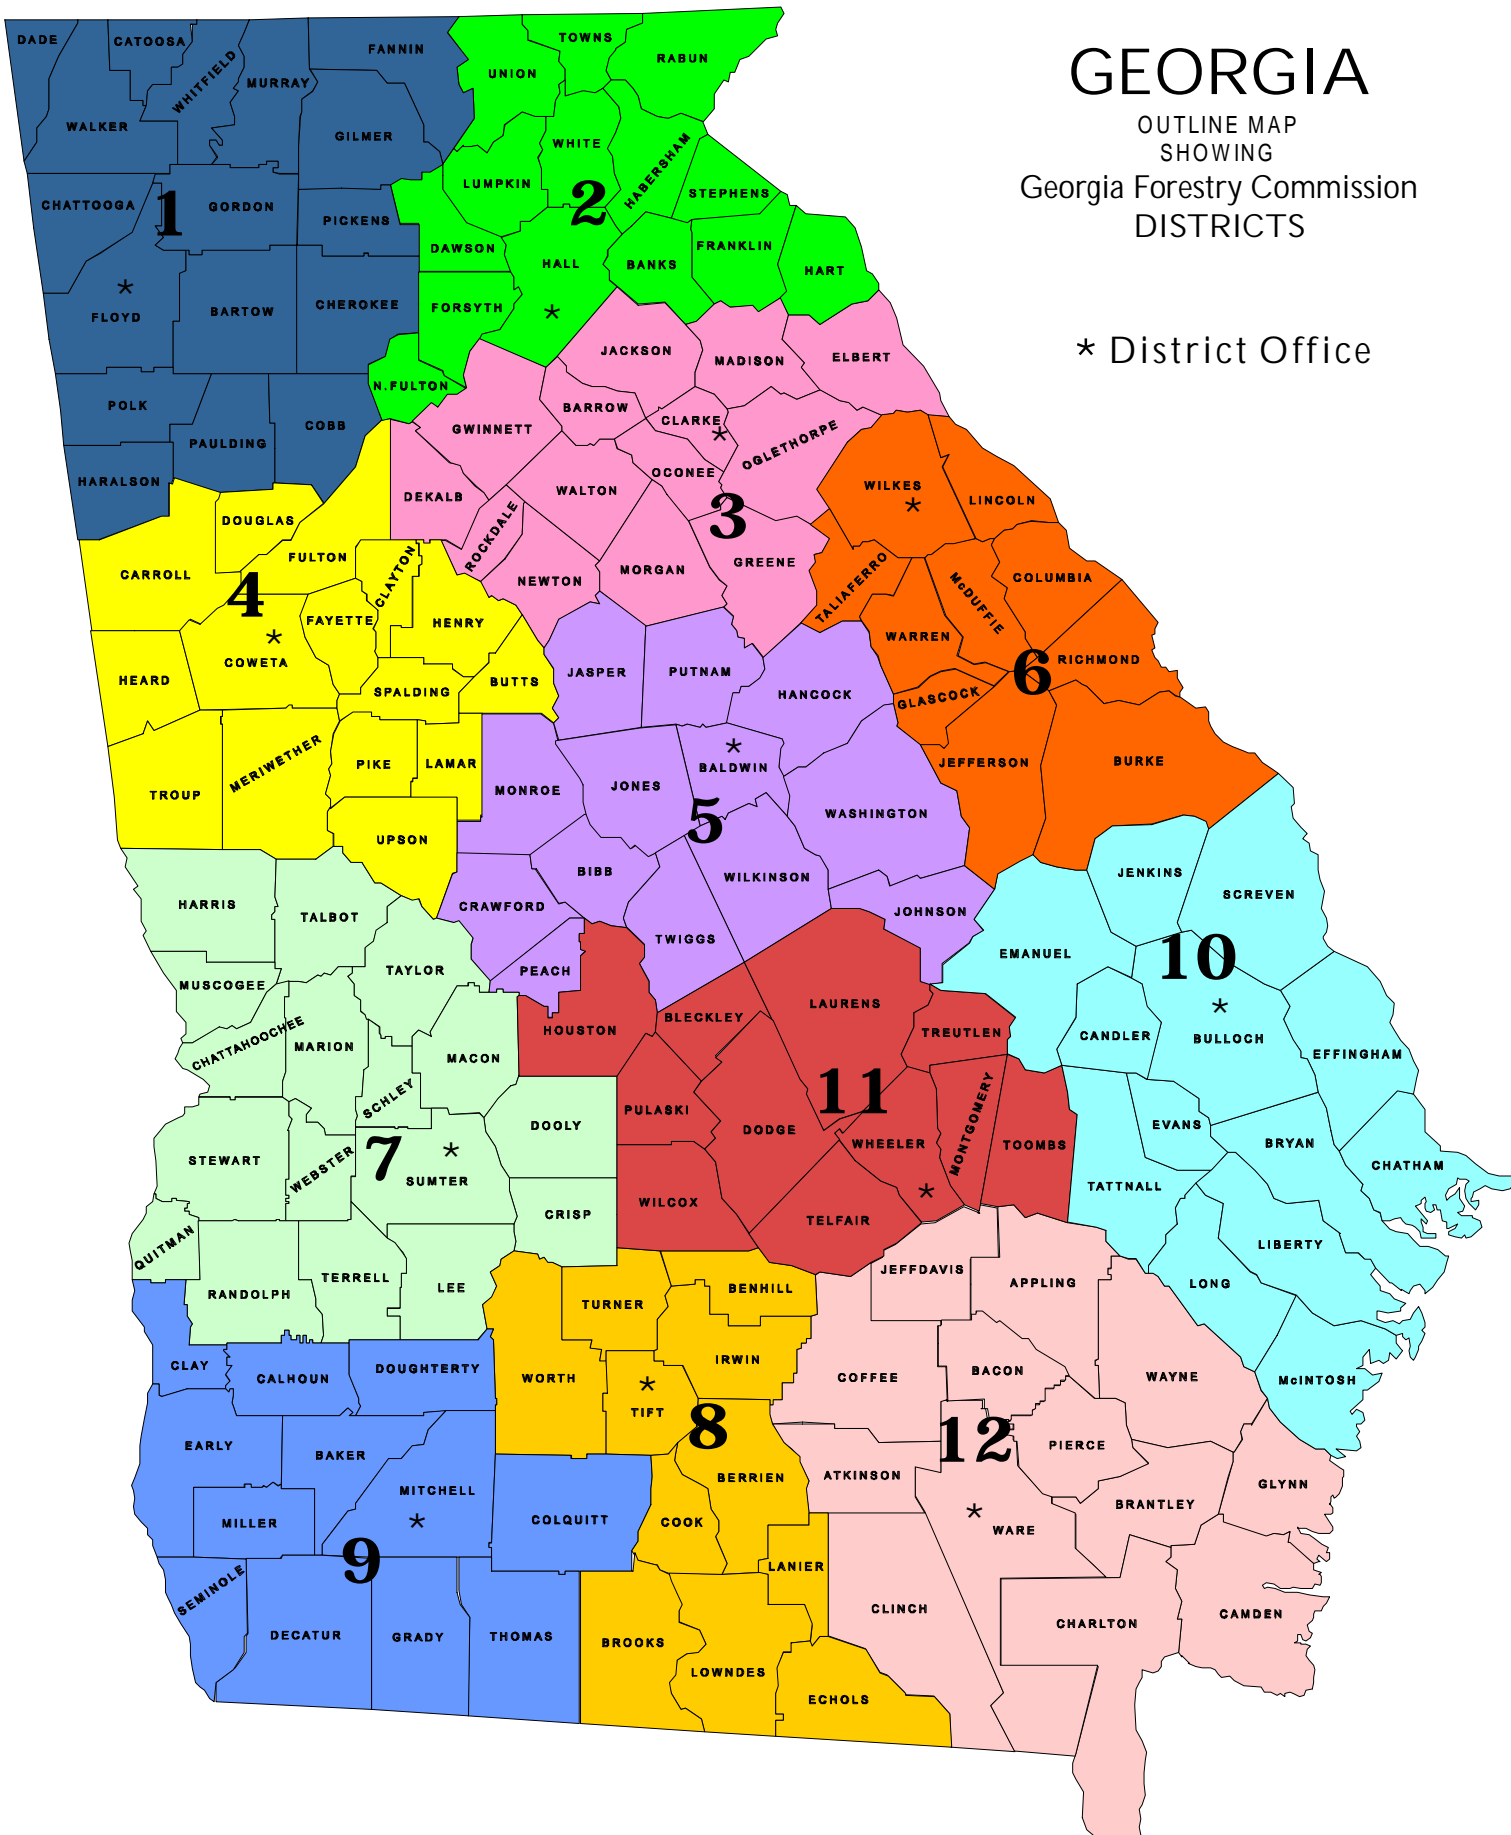 GEORGIA
OUTLINE MAP
SHOWING
Georgia Forestry Commission
DISTRICTS
* District Office
DADE
CATOOSA
WHITFIELD
MURRAY
FANNIN
WALKER
GILMER
CHATTOOGA
1
GORDON
PICKENS
*
FLOYD
BARTOW
CHEROKEE
POLK
PAULDING
COBB
HARALSON
TOWNS
UNION
RABUN
WHITE
HABERSHAM
LUMPKIN
2
STEPHENS
DAWSON
HALL
BANKS
FRANKLIN
HART
FORSYTH
*
N.FULTON
JACKSON
MADISON
ELBERT
BARROW
CLARKE
*
GWINNETT
OGLETHORPE
OCONEE
DEKALB
WALTON
3
ROCKDALE
NEWTON
MORGAN
GREENE
DOUGLAS
FULTON
CARROLL
CLAYTON
4
FAYETTE
HENRY
*
COWETA
HEARD
SPALDING
BUTTS
MERIWETHER
PIKE
LAMAR
TROUP
UPSON
JASPER
PUTNAM
HANCOCK
*
BALDWIN
MONROE
JONES
5
WASHINGTON
BIBB
WILKINSON
CRAWFORD
JOHNSON
TWIGGS
PEACH
WILKES
*
LINCOLN
TALIAFERRO
McDUFFIE
COLUMBIA
WARREN
6
RICHMOND
GLASCOCK
JEFFERSON
BURKE
HARRIS
TALBOT
TAYLOR
MUSCOGEE
CHATTAHOOCHEE
MARION
MACON
SCHLEY
DOOLY
STEWART
WEBSTER
7
*
SUMTER
CRISP
QUITMAN
RANDOLPH
TERRELL
LEE
HOUSTON
BLECKLEY
LAURENS
TREUTLEN
PULASKI
11
DODGE
WHEELER
MONTGOMERY
TOOMBS
*
WILCOX
TELFAIR
JENKINS
SCREVEN
EMANUEL
10
*
CANDLER
BULLOCH
EFFINGHAM
EVANS
BRYAN
CHATHAM
TATTNALL
LIBERTY
LONG
McINTOSH
BENHILL
TURNER
IRWIN
WORTH
*
TIFT
8
BERRIEN
COOK
LANIER
BROOKS
LOWNDES
ECHOLS
CLAY
CALHOUN
DOUGHTERTY
EARLY
BAKER
MITCHELL
*
MILLER
COLQUITT
9
SEMINOLE
DECATUR
GRADY
THOMAS
JEFFDAVIS
APPLING
COFFEE
BACON
WAYNE
12
PIERCE
ATKINSON
GLYNN
BRANTLEY
*
WARE
CLINCH
CHARLTON
CAMDEN